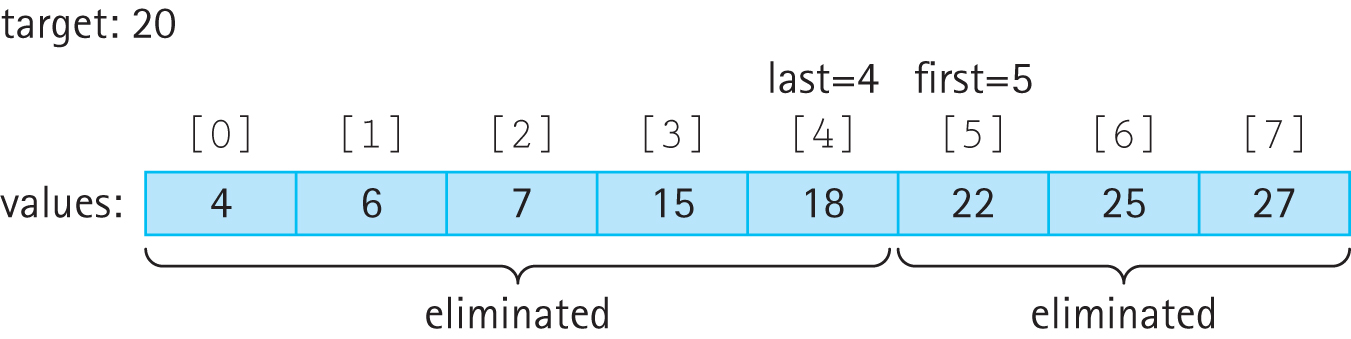 target: 20
last=4 first=5
[0] [1] [2] [3] [4] [5] [6] [7]
values: 4 6 7 15 18 22 25 27
eliminated eliminated